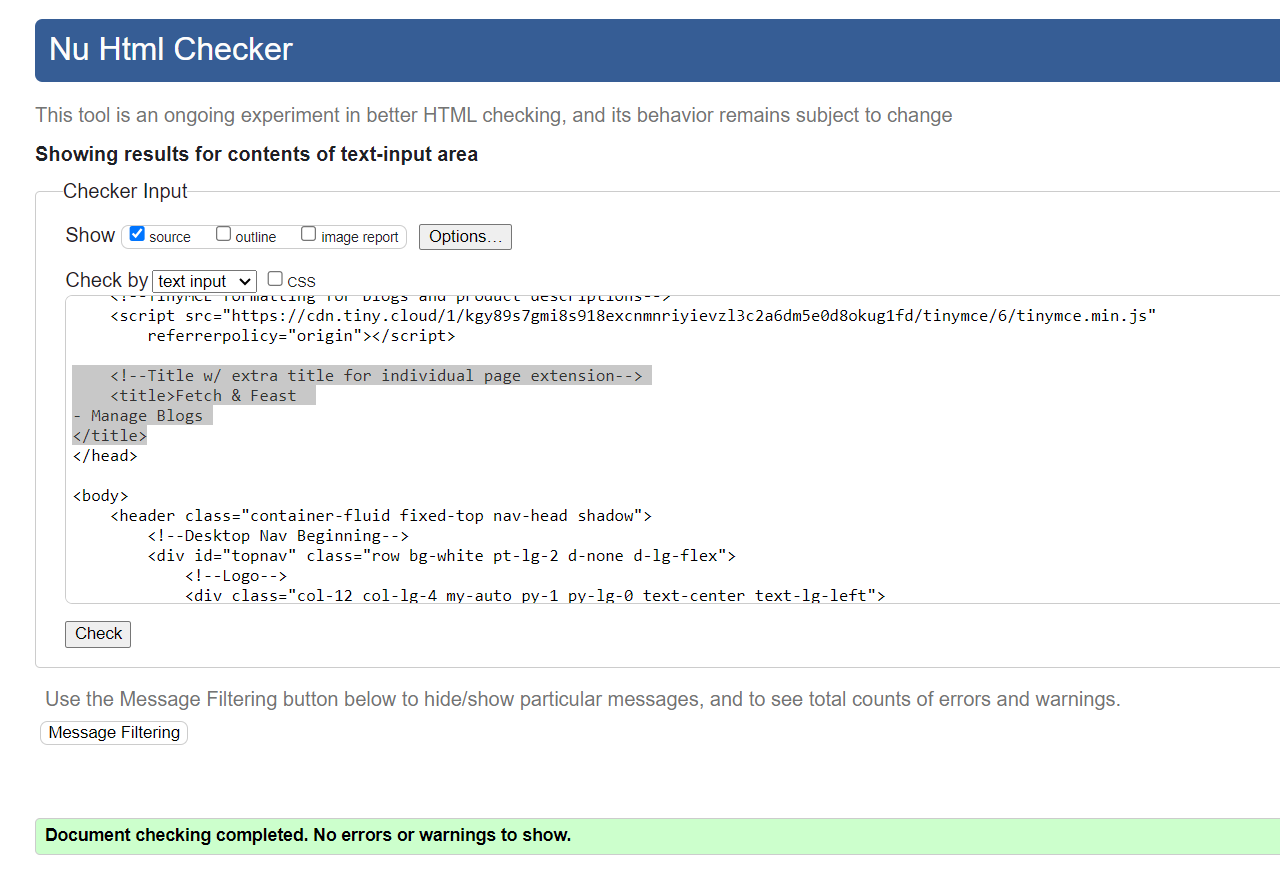 Nu Html Checker
This tool is an ongoing experiment in better HTML checking, and its behavior remains subject to change
Showing results for contents of text-input area
Checker Input
Show source outline image report Options...
Check by text input CSS
<!--TinyMCE formatting for blogs and product descriptions-->
<script src="https://cdn.tiny.cloud/1/kgy89s7gmi8s918excnmnriyievzl3c2a6dm5e0d8okug1fd/tinymce/6/tinymce.min.js"
referrerpolicy="origin"></script>
<!--Title w/ extra title for individual page extension-->
<title>Fetch & Feast
- Manage Blogs
</title>
</head>
<body>
<header class="container-fluid fixed-top nav-head shadow">
<!--Desktop Nav Beginning-->
<div id="topnav" class="row bg-white pt-lg-2 d-none d-lg-flex">
<!--Logo-->
<div class="col-12 col-lg-4 my-auto py-1 py-lg-0 text-center text-lg-left">
Check
Use the Message Filtering button below to hide/show particular messages, and to see total counts of errors and warnings.
Message Filtering
Document checking completed. No errors or warnings to show.